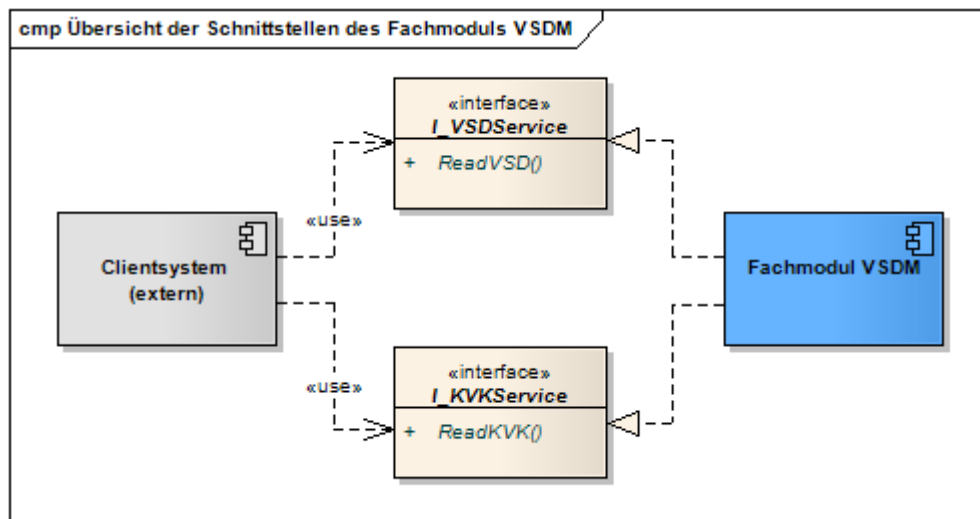 cmp Übersicht der Schnittstellen des Fachmoduls VSDM
«interface»
I_VSDService
+ ReadVSD()
«use»
Clientsystem
(extern)
Fachmodul VSDM
«use»
«interface»
I_KVKService
+ ReadKVK()